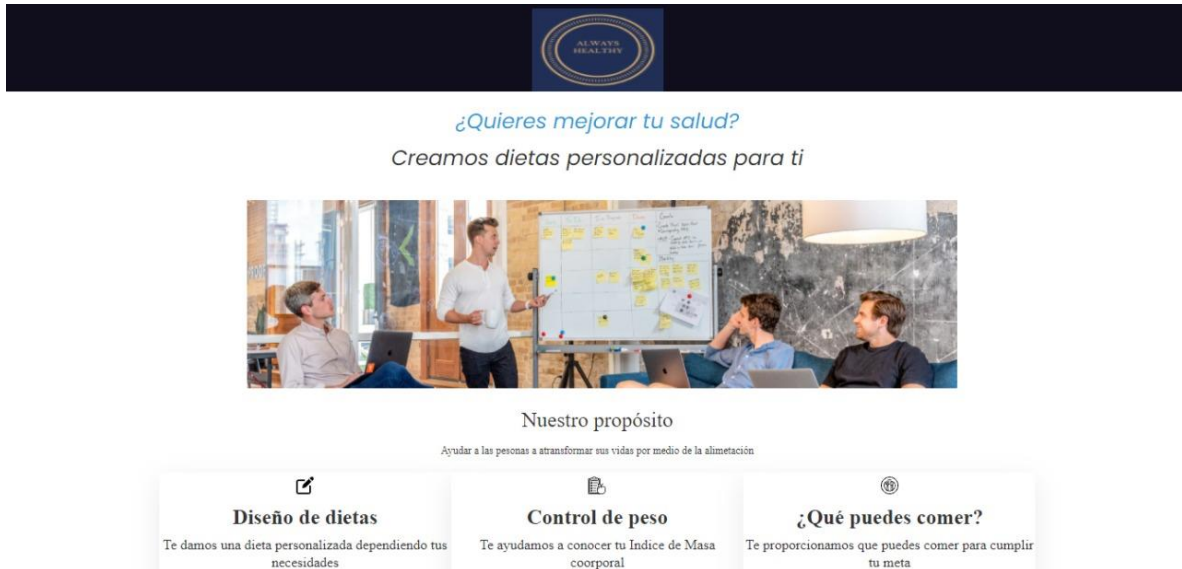 ALWAYS
HEALTHY
¿Quieres mejorar tu salud?
Creamos dietas personalizadas para ti
Nuestro propósito
Ayudar a las pesonas a atransformar sus vidas por medio de la alimetación
Diseño de dietas
Te damos una dieta personalizada dependiendo tus
necesidades
Control de peso
Te ayudamos a conocer tu Indice de Masa
coorporal
¿Qué puedes comer?
Te proporcionamos que puedes comer para cumplir
tu meta